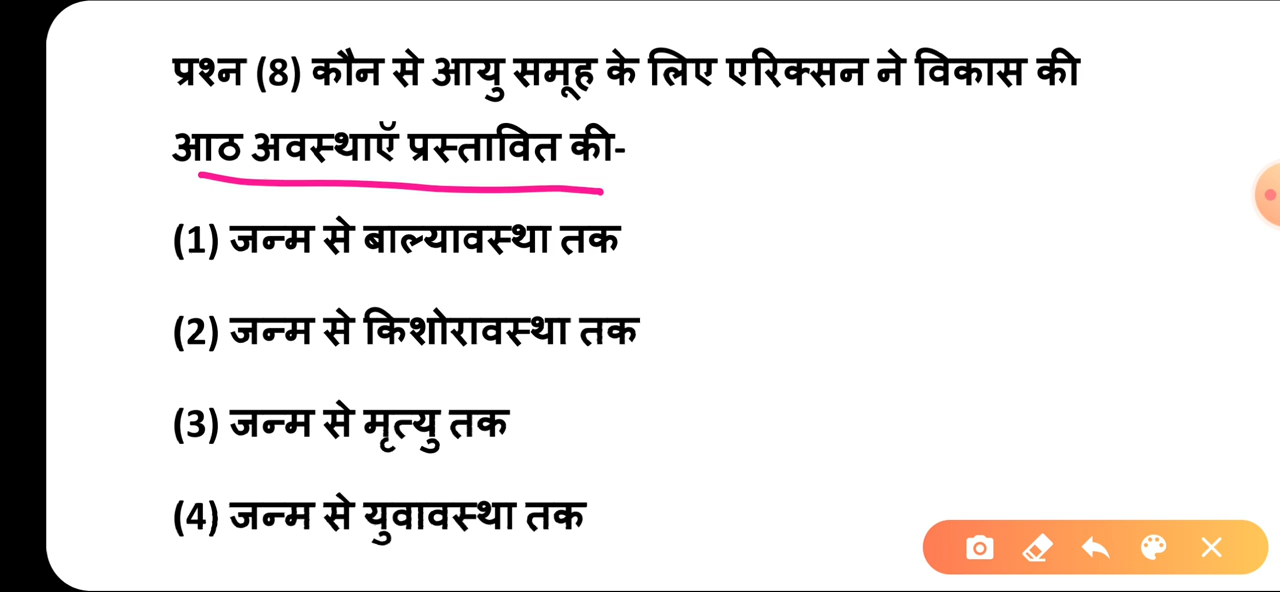 प्रश्न (8) कौन से आयु समूह के लिए एरिक्सन ने विकास की
आठ अवस्थाएॅ प्रस्तावित की-
(1) जन्म से बाल्यावस्था तक
(2) जन्म से किशोरावस्था तक
(3) जन्म से मृत्यु तक
(4) जन्म से युवावस्था तक